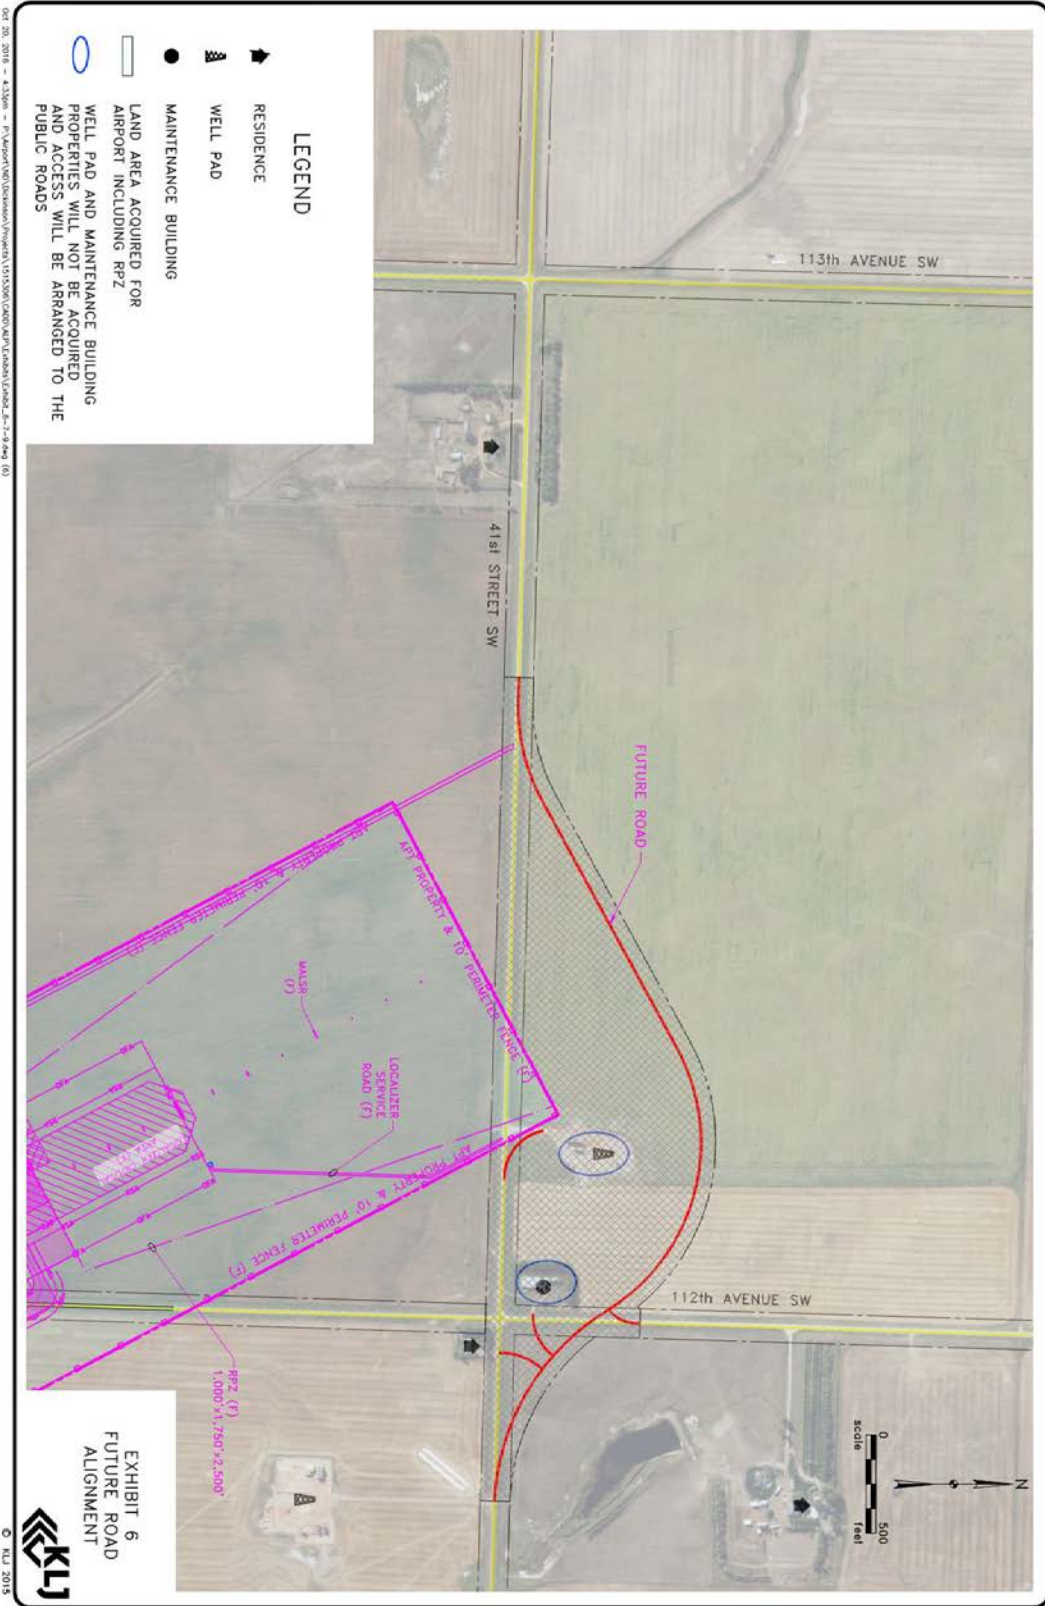 LEGEND
RESIDENCE
WELL PAD
MAINTENANCE BUILDING
LAND AREA ACQUIRED FOR
AIRPORT INCLUDING RPZ
WELL PAD AND MAINTENANCE BUILDING
PROPERTIES WILL NOT BE ACQUIRED
AND ACCESS WILL BE ARRANGED TO THE
PUBLIC ROADS
113th AVENUE SW
41st STREET SW
FUTURE ROAD
APT PROPERTY & 10' PERIMETER FENCE (F)
APT PROPERTY & 10' PERIMETER FENCE (F)
MALSR
(F)
LOCALIZER
SERVICE
ROAD (F)
APT PROPERTY & 10' PERIMETER FENCE (F)
112th AVENUE SW
RPZ (F)
1,000'x1,750'x2,500'
N
0 500
scale feet
EXHIBIT 6
FUTURE ROAD
ALIGNMENT
KLJ
© KLJ 2015